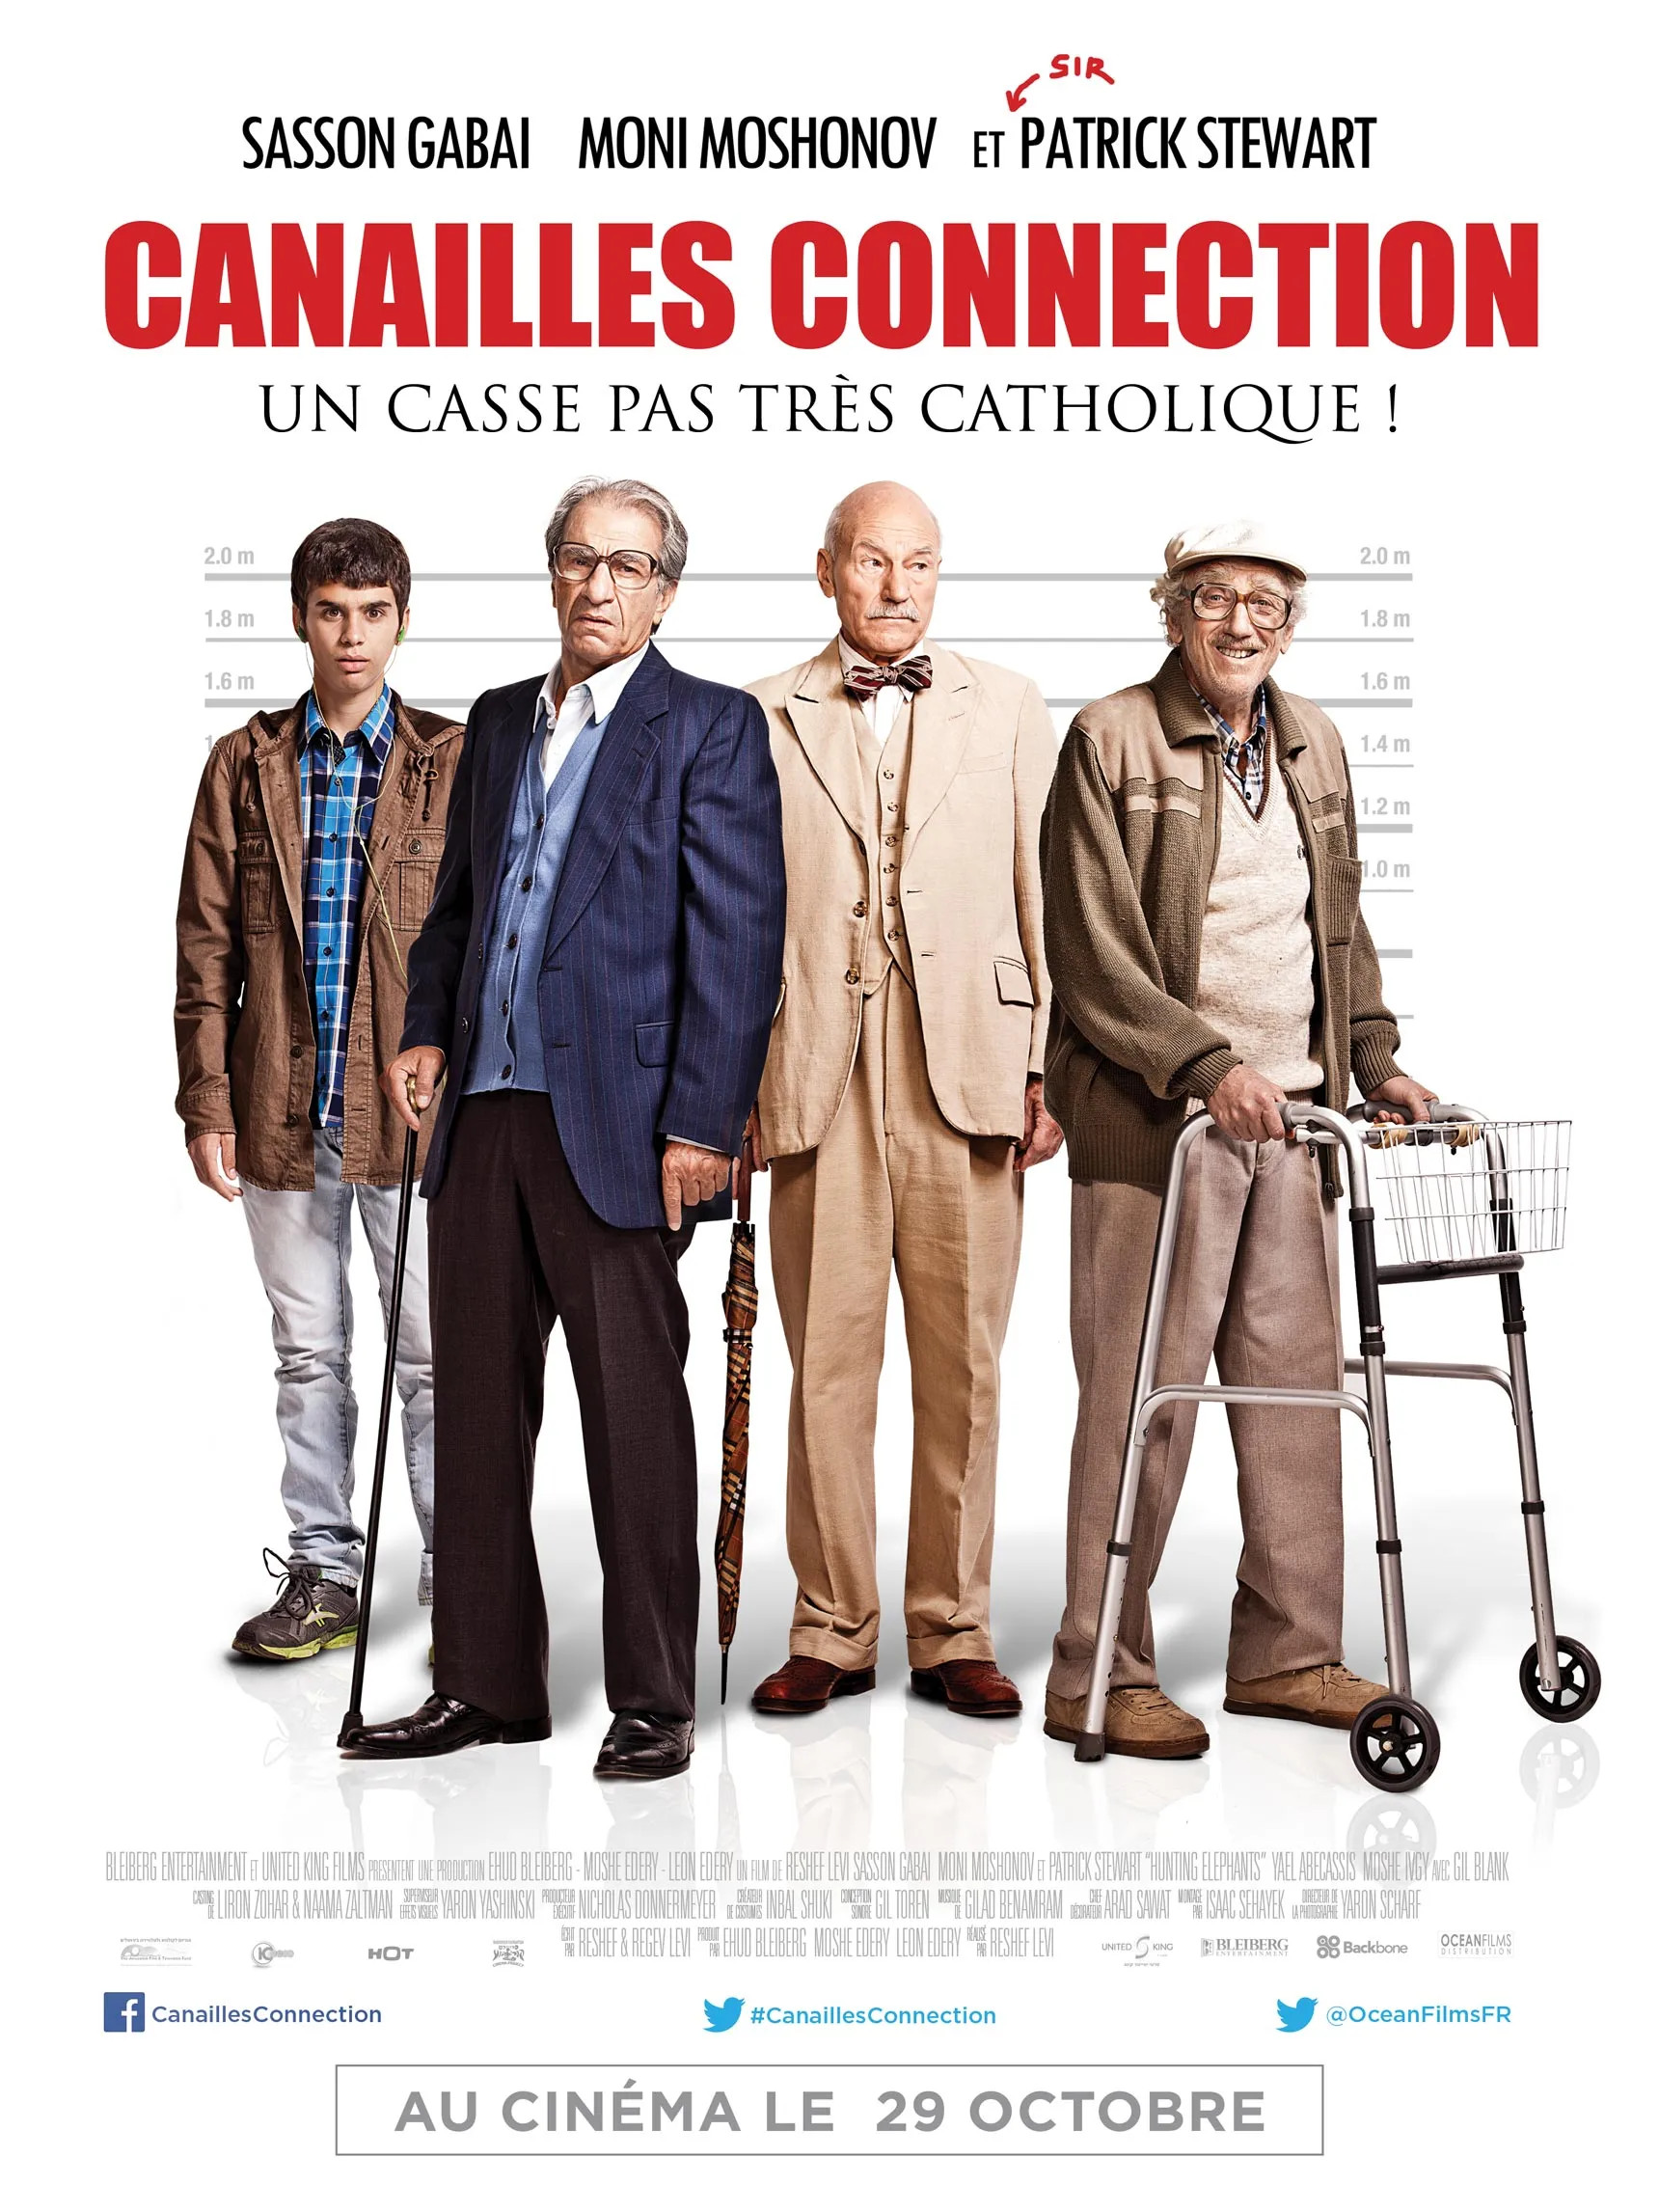 SIR
SASSON GABAI MONI MOSHONOV ET PATRICK STEWART
CANAILLES CONNECTION
UN CASSE PAS TRÈS CATHOLIQUE !
2.0 m 2.0 m
1.8 m 1.8 m
1.6 m 1.6 m
1.4 m
1.2 m
1.0 m
BLEIBERG ENTERTAINMENT ET UNITED KING FILMS PRESENTENT UNE PRODUCTION EHUD BLEIBERG - MOSHE EDERY - LEON EDERY UN FILM DE RESHEF LEVI SASSON GABAI MONI MOSHONOV ET PATRICK STEWART "HUNTING ELEPHANTS" YAEL ABECASSIS MOSHE IVGY AVEC GIL BLANK
CASTING DE LIRON ZOHAR & NAAMA ZALTMAN SUPERVISEUR EFFETS VISUELS YARON YASHINSKI PRODUCTEUR EXÉCUTIF NICHOLAS DONNERMEYER CRÉATEUR DE COSTUMES INBAL SHUKI CONCEPTION SONORE GIL TOREN MUSIQUE DE GILAD BENAMRAM CHEF DÉCORATEUR ARAD SAWAT MONTAGE PAR ISAAC SEHAYEK DIRECTEUR DE LA PHOTOGRAPHIE YARON SCHARF
ÉCRIT PAR RESHEF & REGEV LEVI PRODUIT PAR EHUD BLEIBERG MOSHE EDERY LEON EDERY RÉALISÉ PAR RESHEF LEVI
HOT UNITED KING BLEIBERG ENTERTAINMENT Backbone OCEANFILMS DISTRIBUTION
CanaillesConnection #CanaillesConnection @OceanFilmsFR
AU CINÉMA LE 29 OCTOBRE